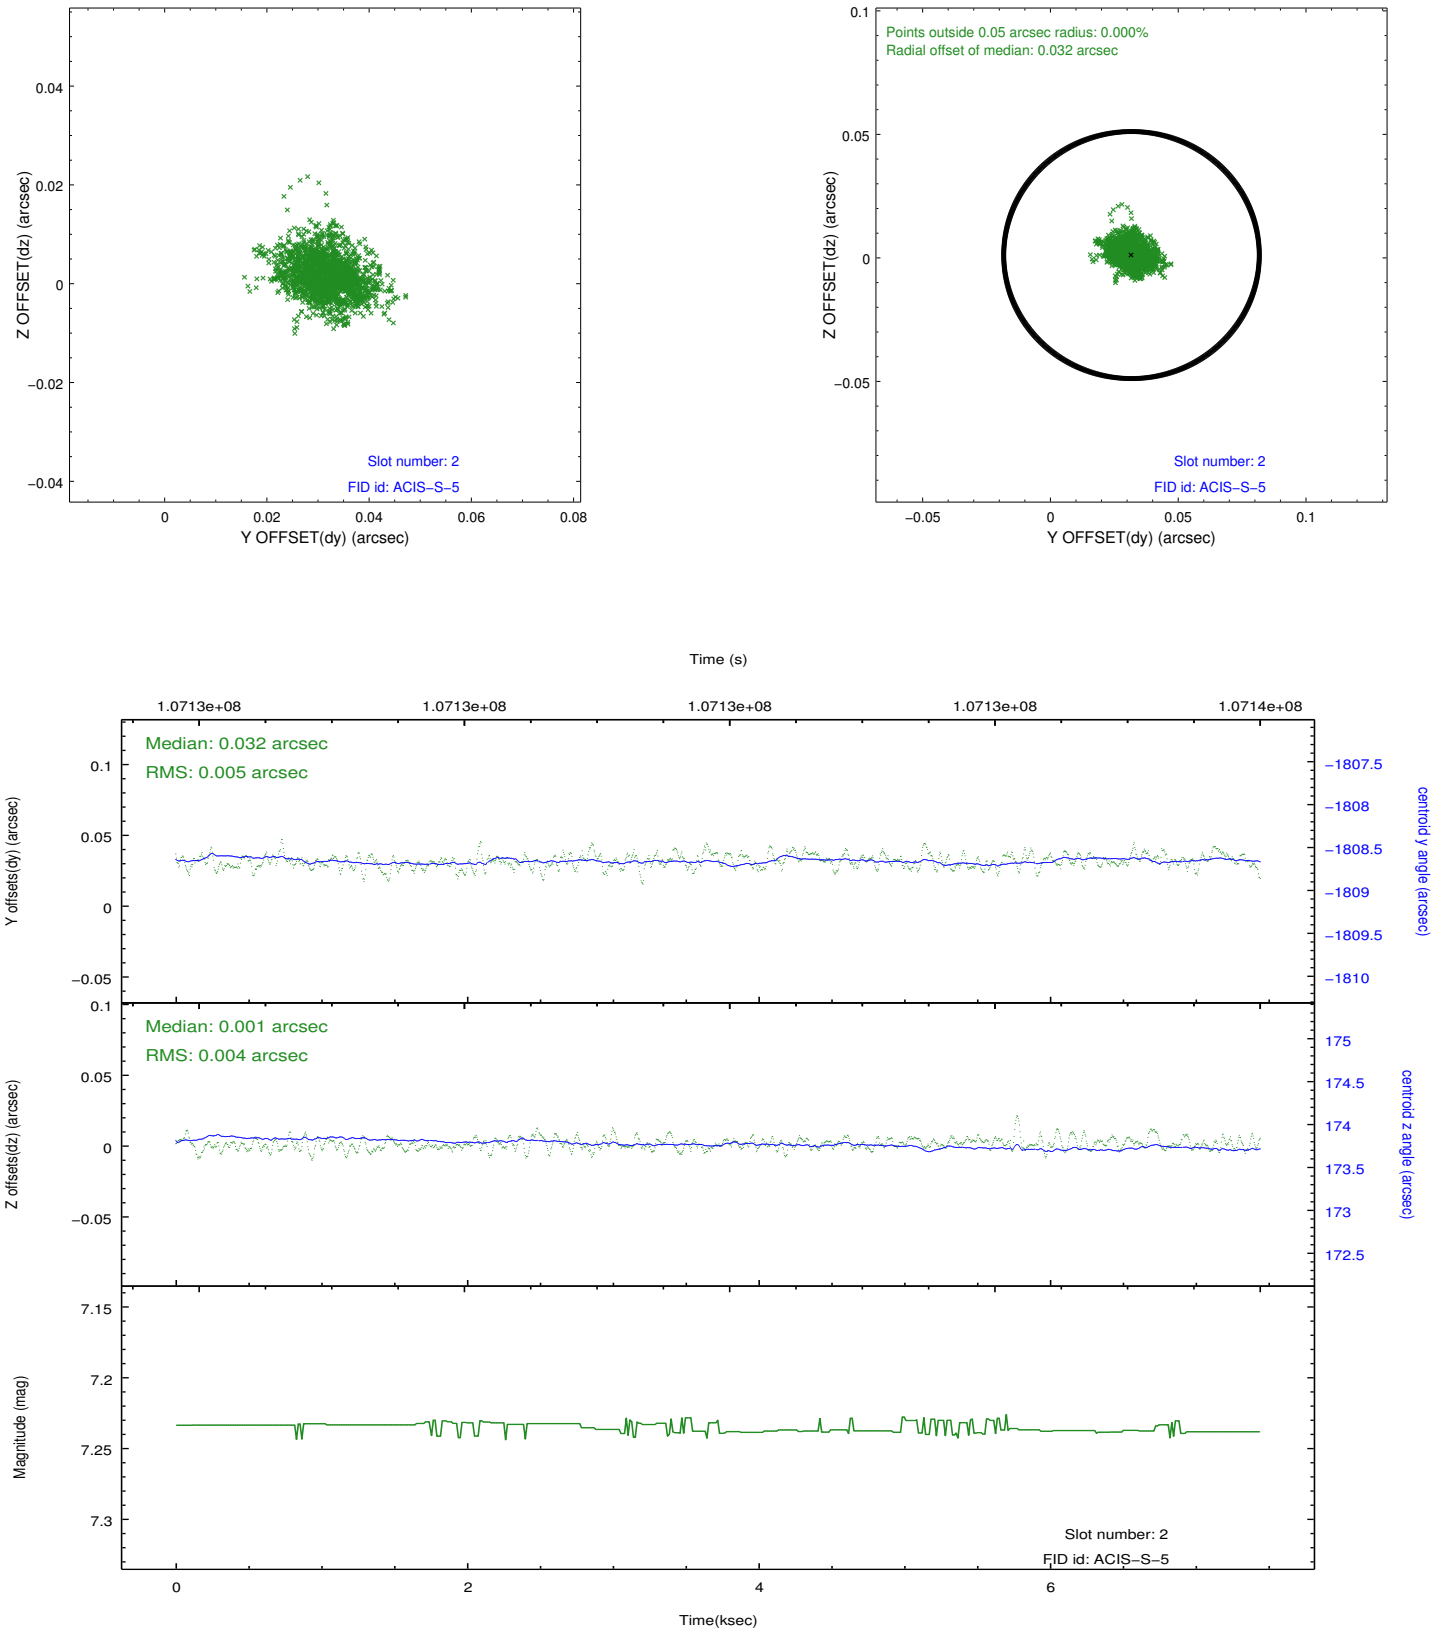 0.04
0.02
0
−0.02
−0.04
Z OFFSET(dz) (arcsec)
Slot number: 2
FID id: ACIS−S−5
0
0.02
0.04
0.06
0.08
Y OFFSET(dy) (arcsec)
0.1
0.05
0
−0.05
Z OFFSET(dz) (arcsec)
Points outside 0.05 arcsec radius: 0.000%
Radial offset of median: 0.032 arcsec
Slot number: 2
FID id: ACIS−S−5
−0.05
0
0.05
0.1
Y OFFSET(dy) (arcsec)
Time (s)
1.0713e+08
1.0713e+08
1.0713e+08
1.0713e+08
1.0714e+08
Median: 0.032 arcsec
RMS: 0.005 arcsec
0.1
0.05
0
−0.05
Y offsets(dy) (arcsec)
−1807.5
−1808
−1808.5
−1809
−1809.5
−1810
centroid y angle (arcsec)
Median: 0.001 arcsec
RMS: 0.004 arcsec
0.1
0.05
0
−0.05
Z offsets(dz) (arcsec)
175
174.5
174
173.5
173
172.5
centroid z angle (arcsec)
7.15
7.2
7.25
7.3
Magnitude (mag)
Slot number: 2
FID id: ACIS−S−5
0
2
4
6
Time(ksec)